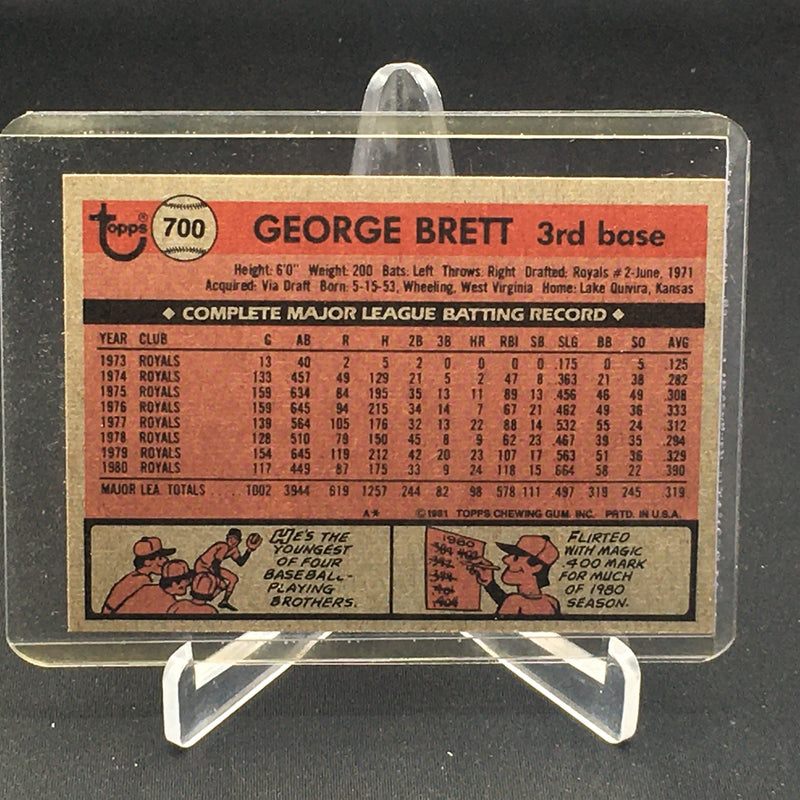 topps® 700 GEORGE BRETT 3rd base
Height: 6'0" Weight: 200 Bats: Left Throws: Right Drafted: Royals #2-June, 1971
Acquired: Via Draft Born: 5-15-53, Wheeling, West Virginia Home: Lake Quivira, Kansas
◆ COMPLETE MAJOR LEAGUE BATTING RECORD ◆
YEAR CLUB G AB R H 2B 3B HR RBI SB SLG BB SO AVG
1973 ROYALS 13 40 2 5 2 0 0 0 0 .175 0 5 .125
1974 ROYALS 133 457 49 129 21 5 2 47 8 .363 21 38 .282
1975 ROYALS 159 634 84 195 35 13 11 89 13 .456 46 49 .308
1976 ROYALS 159 645 94 215 34 14 7 67 21 .462 49 36 .333
1977 ROYALS 139 564 105 176 32 13 22 88 14 .532 55 24 .312
1978 ROYALS 128 510 79 150 45 8 9 62 23 .467 39 35 .294
1979 ROYALS 154 645 119 212 42 20 23 107 17 .563 51 36 .329
1980 ROYALS 117 449 87 175 33 9 24 118 15 .664 58 22 .390
MAJOR LEA. TOTALS .... 1002 3944 619 1257 244 82 98 578 111 .497 319 245 .319
A* ©1981 TOPPS CHEWING GUM, INC. PRTD. IN U.S.A.
HE'S THE
YOUNGEST
OF FOUR
BASEBALL-
PLAYING
BROTHERS.
1980
FLIRTED
WITH MAGIC
.400 MARK
FOR MUCH
OF 1980
SEASON.